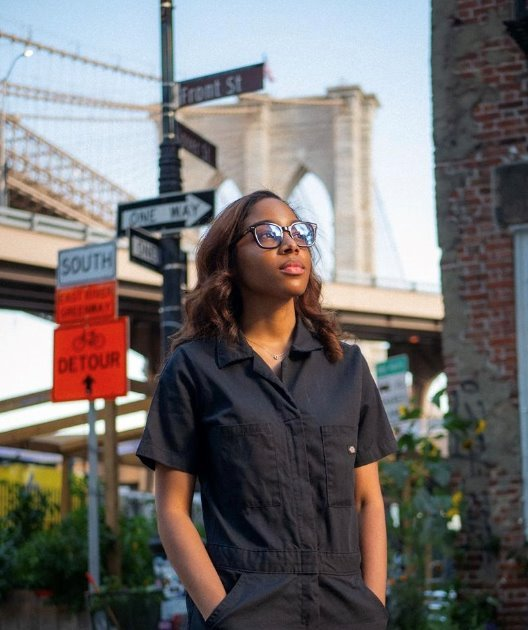 Front St
ONE WAY
SOUTH
EAST RIVER
GREENWAY
DETOUR